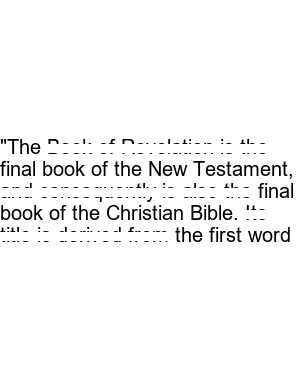 "The Book of Revelation is the
final book of the New Testament,
and consequently is also the final
book of the Christian Bible. Its
title is derived from the first word